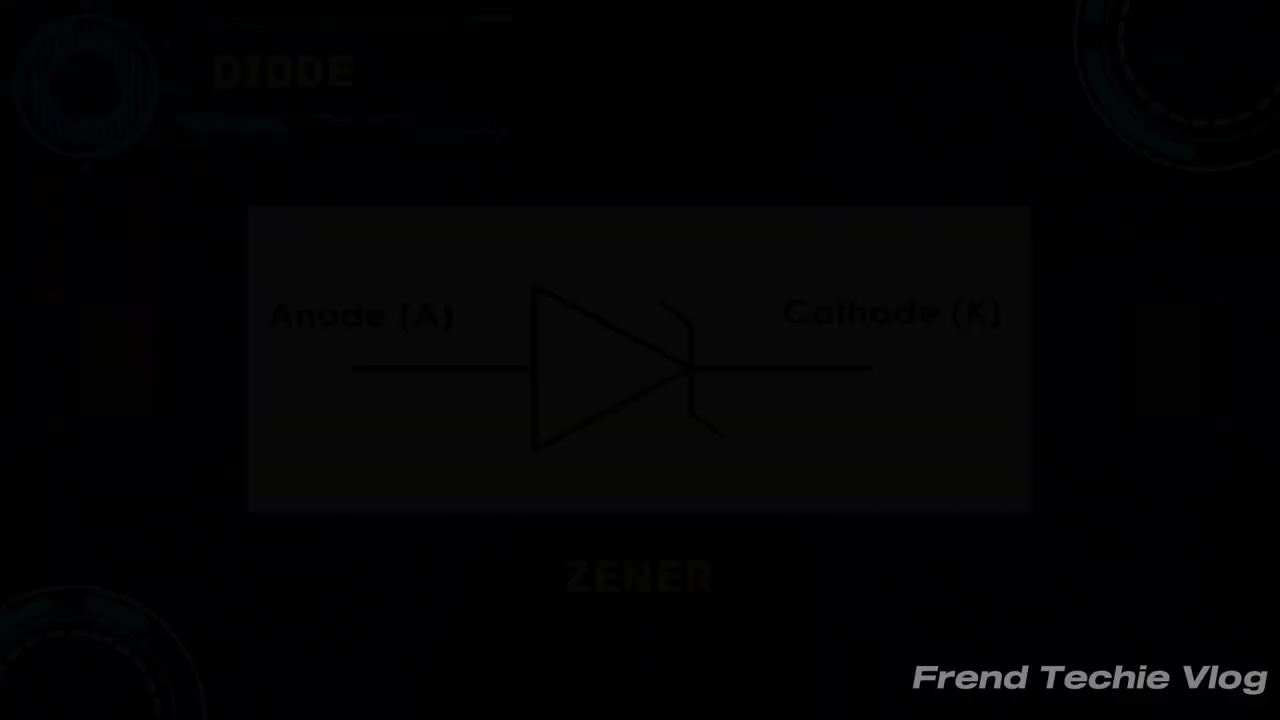 DIODE
Anode (A)
Cathode (K)
ZENER
Frend Techie Vlog